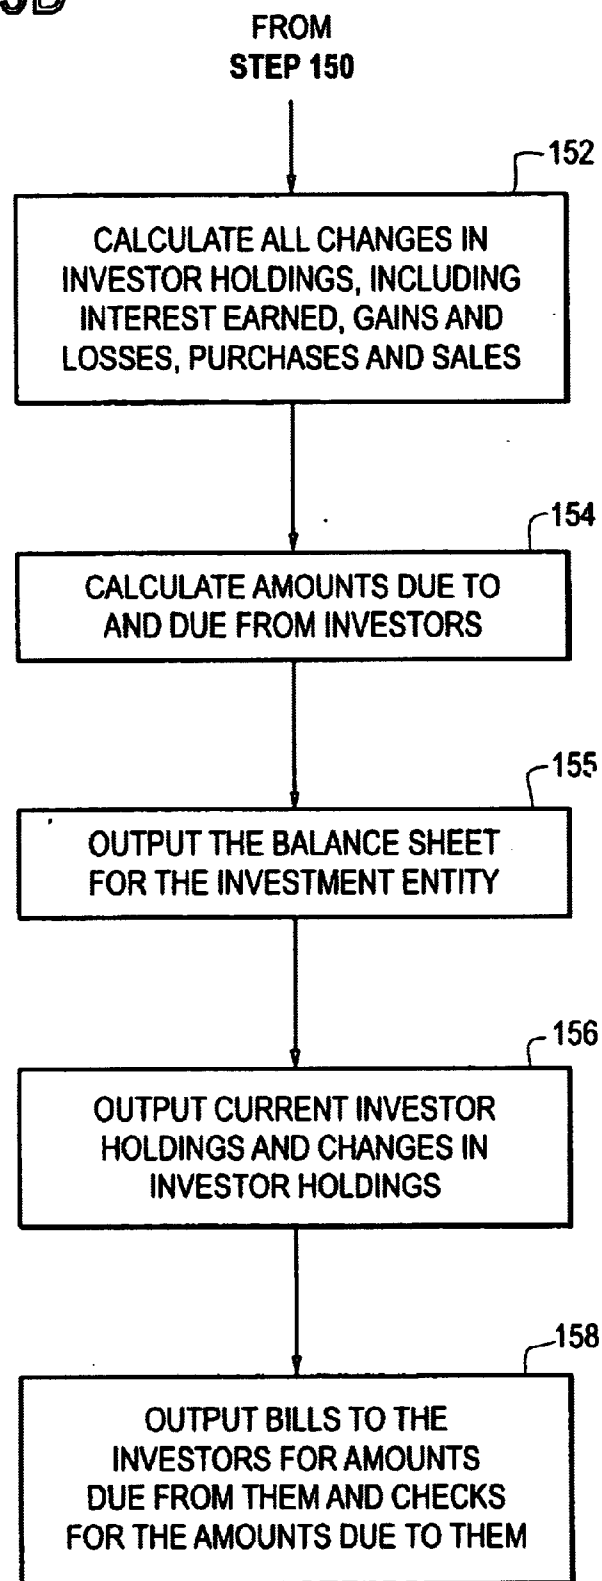 FROM
STEP 150
152
CALCULATE ALL CHANGES IN
INVESTOR HOLDINGS, INCLUDING
INTEREST EARNED, GAINS AND
LOSSES, PURCHASES AND SALES
154
CALCULATE AMOUNTS DUE TO
AND DUE FROM INVESTORS
155
OUTPUT THE BALANCE SHEET
FOR THE INVESTMENT ENTITY
156
OUTPUT CURRENT INVESTOR
HOLDINGS AND CHANGES IN
INVESTOR HOLDINGS
158
OUTPUT BILLS TO THE
INVESTORS FOR AMOUNTS
DUE FROM THEM AND CHECKS
FOR THE AMOUNTS DUE TO THEM